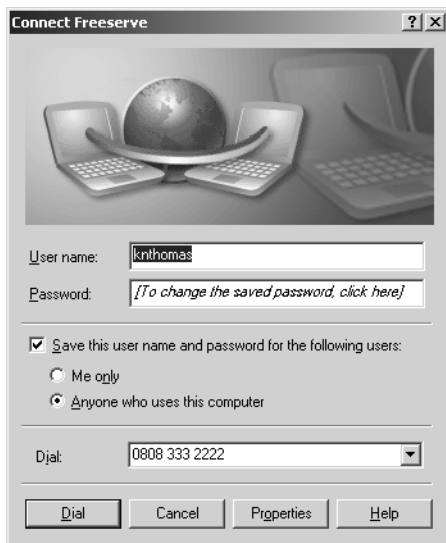 Connect Freeserve
User name: knthomas
Password: [To change the saved password, click here]
Save this user name and password for the following users:
Me only
Anyone who uses this computer
Dial: 0808 333 2222
Dial Cancel Properties Help